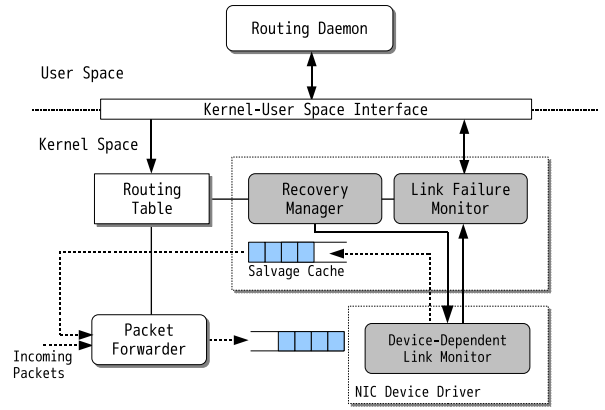 Routing Daemon
User Space
Kernel-User Space Interface
Kernel Space
Routing
Table
Recovery
Manager
Link Failure
Monitor
Salvage Cache
Packet
Forwarder
Incoming
Packets
Device-Dependent
Link Monitor
NIC Device Driver